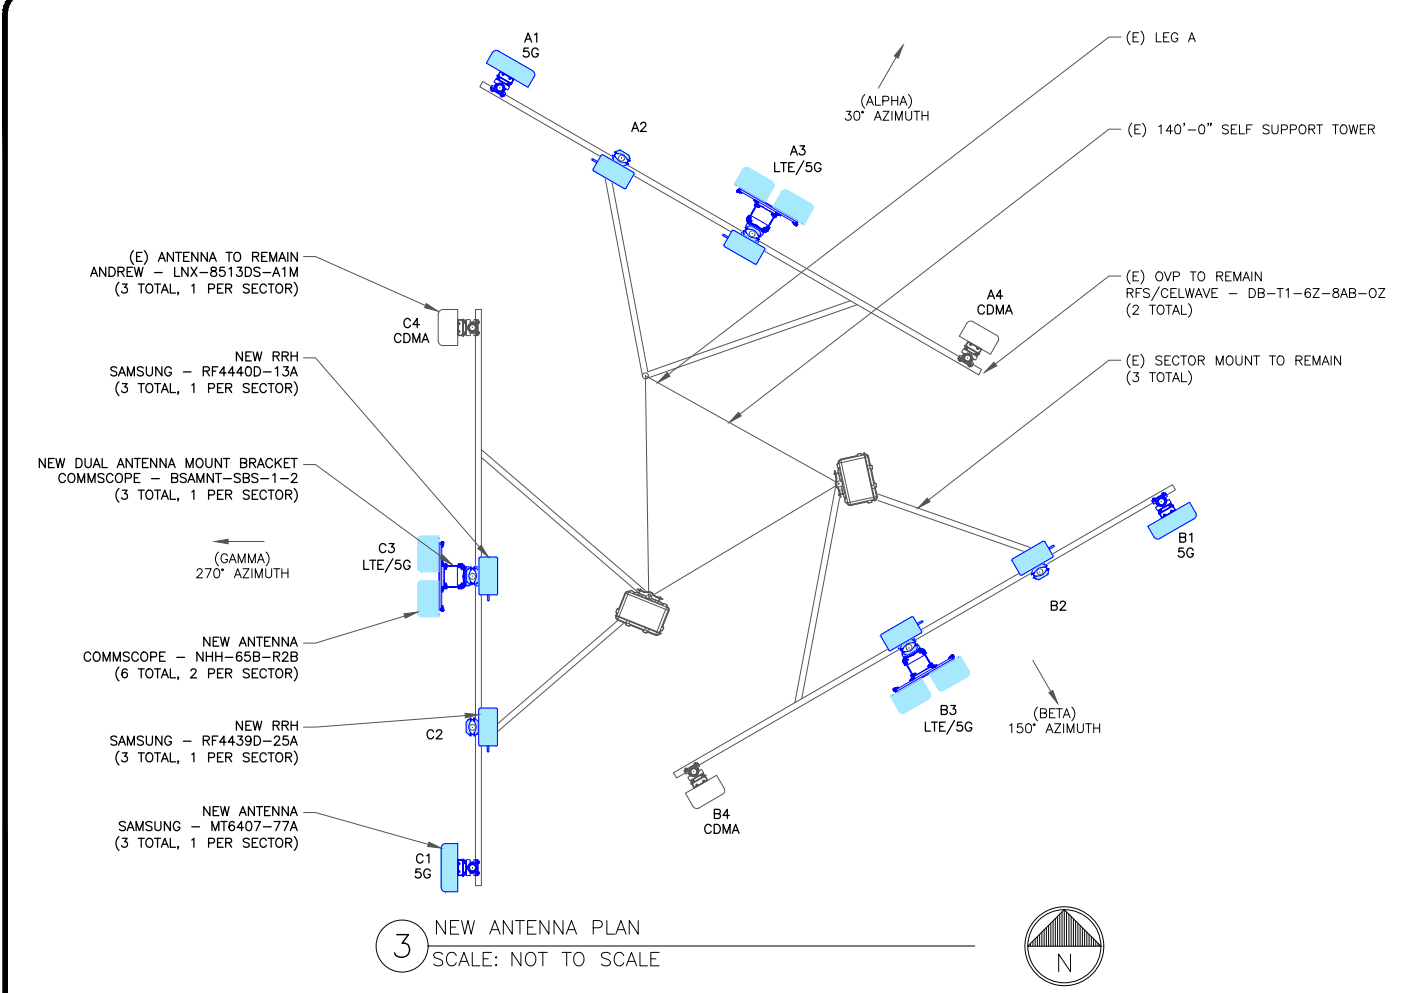 A1
5G
(E) LEG A
(ALPHA)
30° AZIMUTH
A2
(E) 140'-0" SELF SUPPORT TOWER
A3
LTE/5G
(E) ANTENNA TO REMAIN
ANDREW - LNX-8513DS-A1M
(3 TOTAL, 1 PER SECTOR)
(E) OVP TO REMAIN
RFS/CELWAVE - DB-T1-6Z-8AB-0Z
(2 TOTAL)
A4
CDMA
C4
CDMA
NEW RRH
SAMSUNG - RF4440D-13A
(3 TOTAL, 1 PER SECTOR)
(E) SECTOR MOUNT TO REMAIN
(3 TOTAL)
NEW DUAL ANTENNA MOUNT BRACKET
COMMSCOPE - BSAMNT-SBS-1-2
(3 TOTAL, 1 PER SECTOR)
B1
5G
C3
LTE/5G
(GAMMA)
270° AZIMUTH
B2
NEW ANTENNA
COMMSCOPE - NHH-65B-R2B
(6 TOTAL, 2 PER SECTOR)
B3
LTE/5G
(BETA)
150° AZIMUTH
NEW RRH
SAMSUNG - RF4439D-25A
(3 TOTAL, 1 PER SECTOR)
C2
NEW ANTENNA
SAMSUNG - MT6407-77A
(3 TOTAL, 1 PER SECTOR)
B4
CDMA
C1
5G
3
NEW ANTENNA PLAN
SCALE: NOT TO SCALE
N